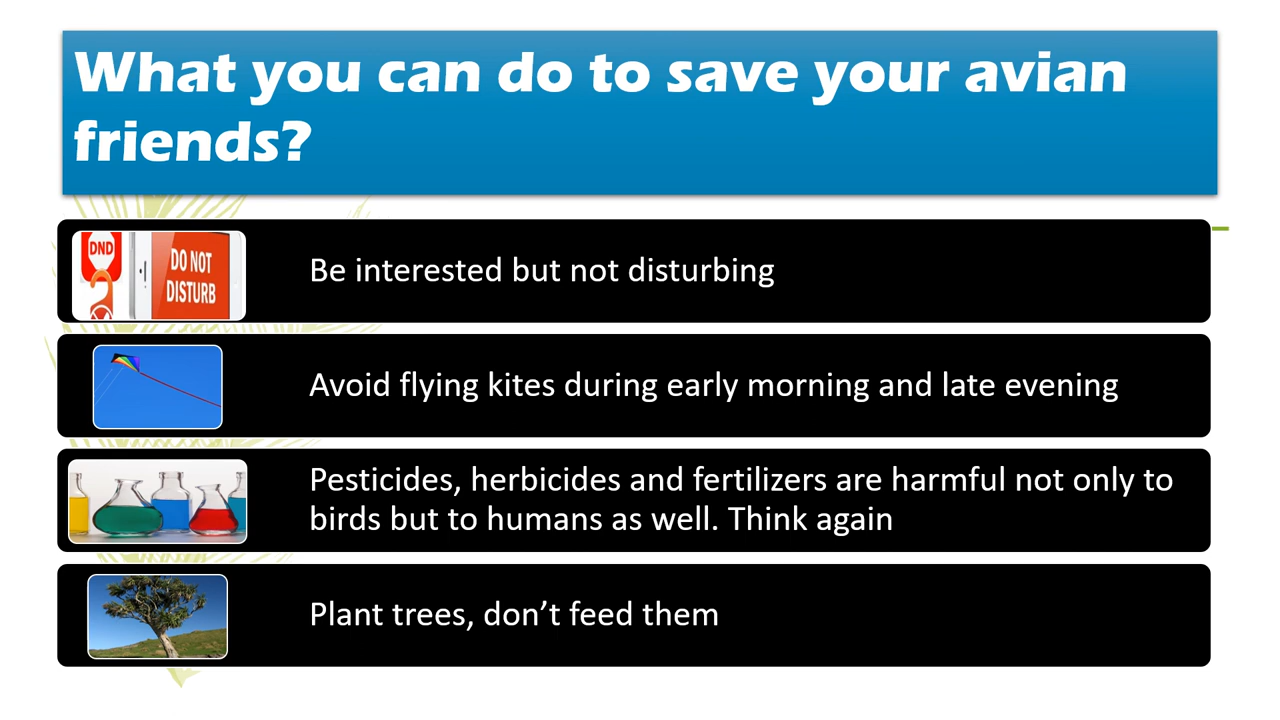 What you can do to save your avian
friends?
DND
DO NOT
DISTURB
Be interested but not disturbing
Avoid flying kites during early morning and late evening
Pesticides, herbicides and fertilizers are harmful not only to
birds but to humans as well. Think again
Plant trees, don’t feed them